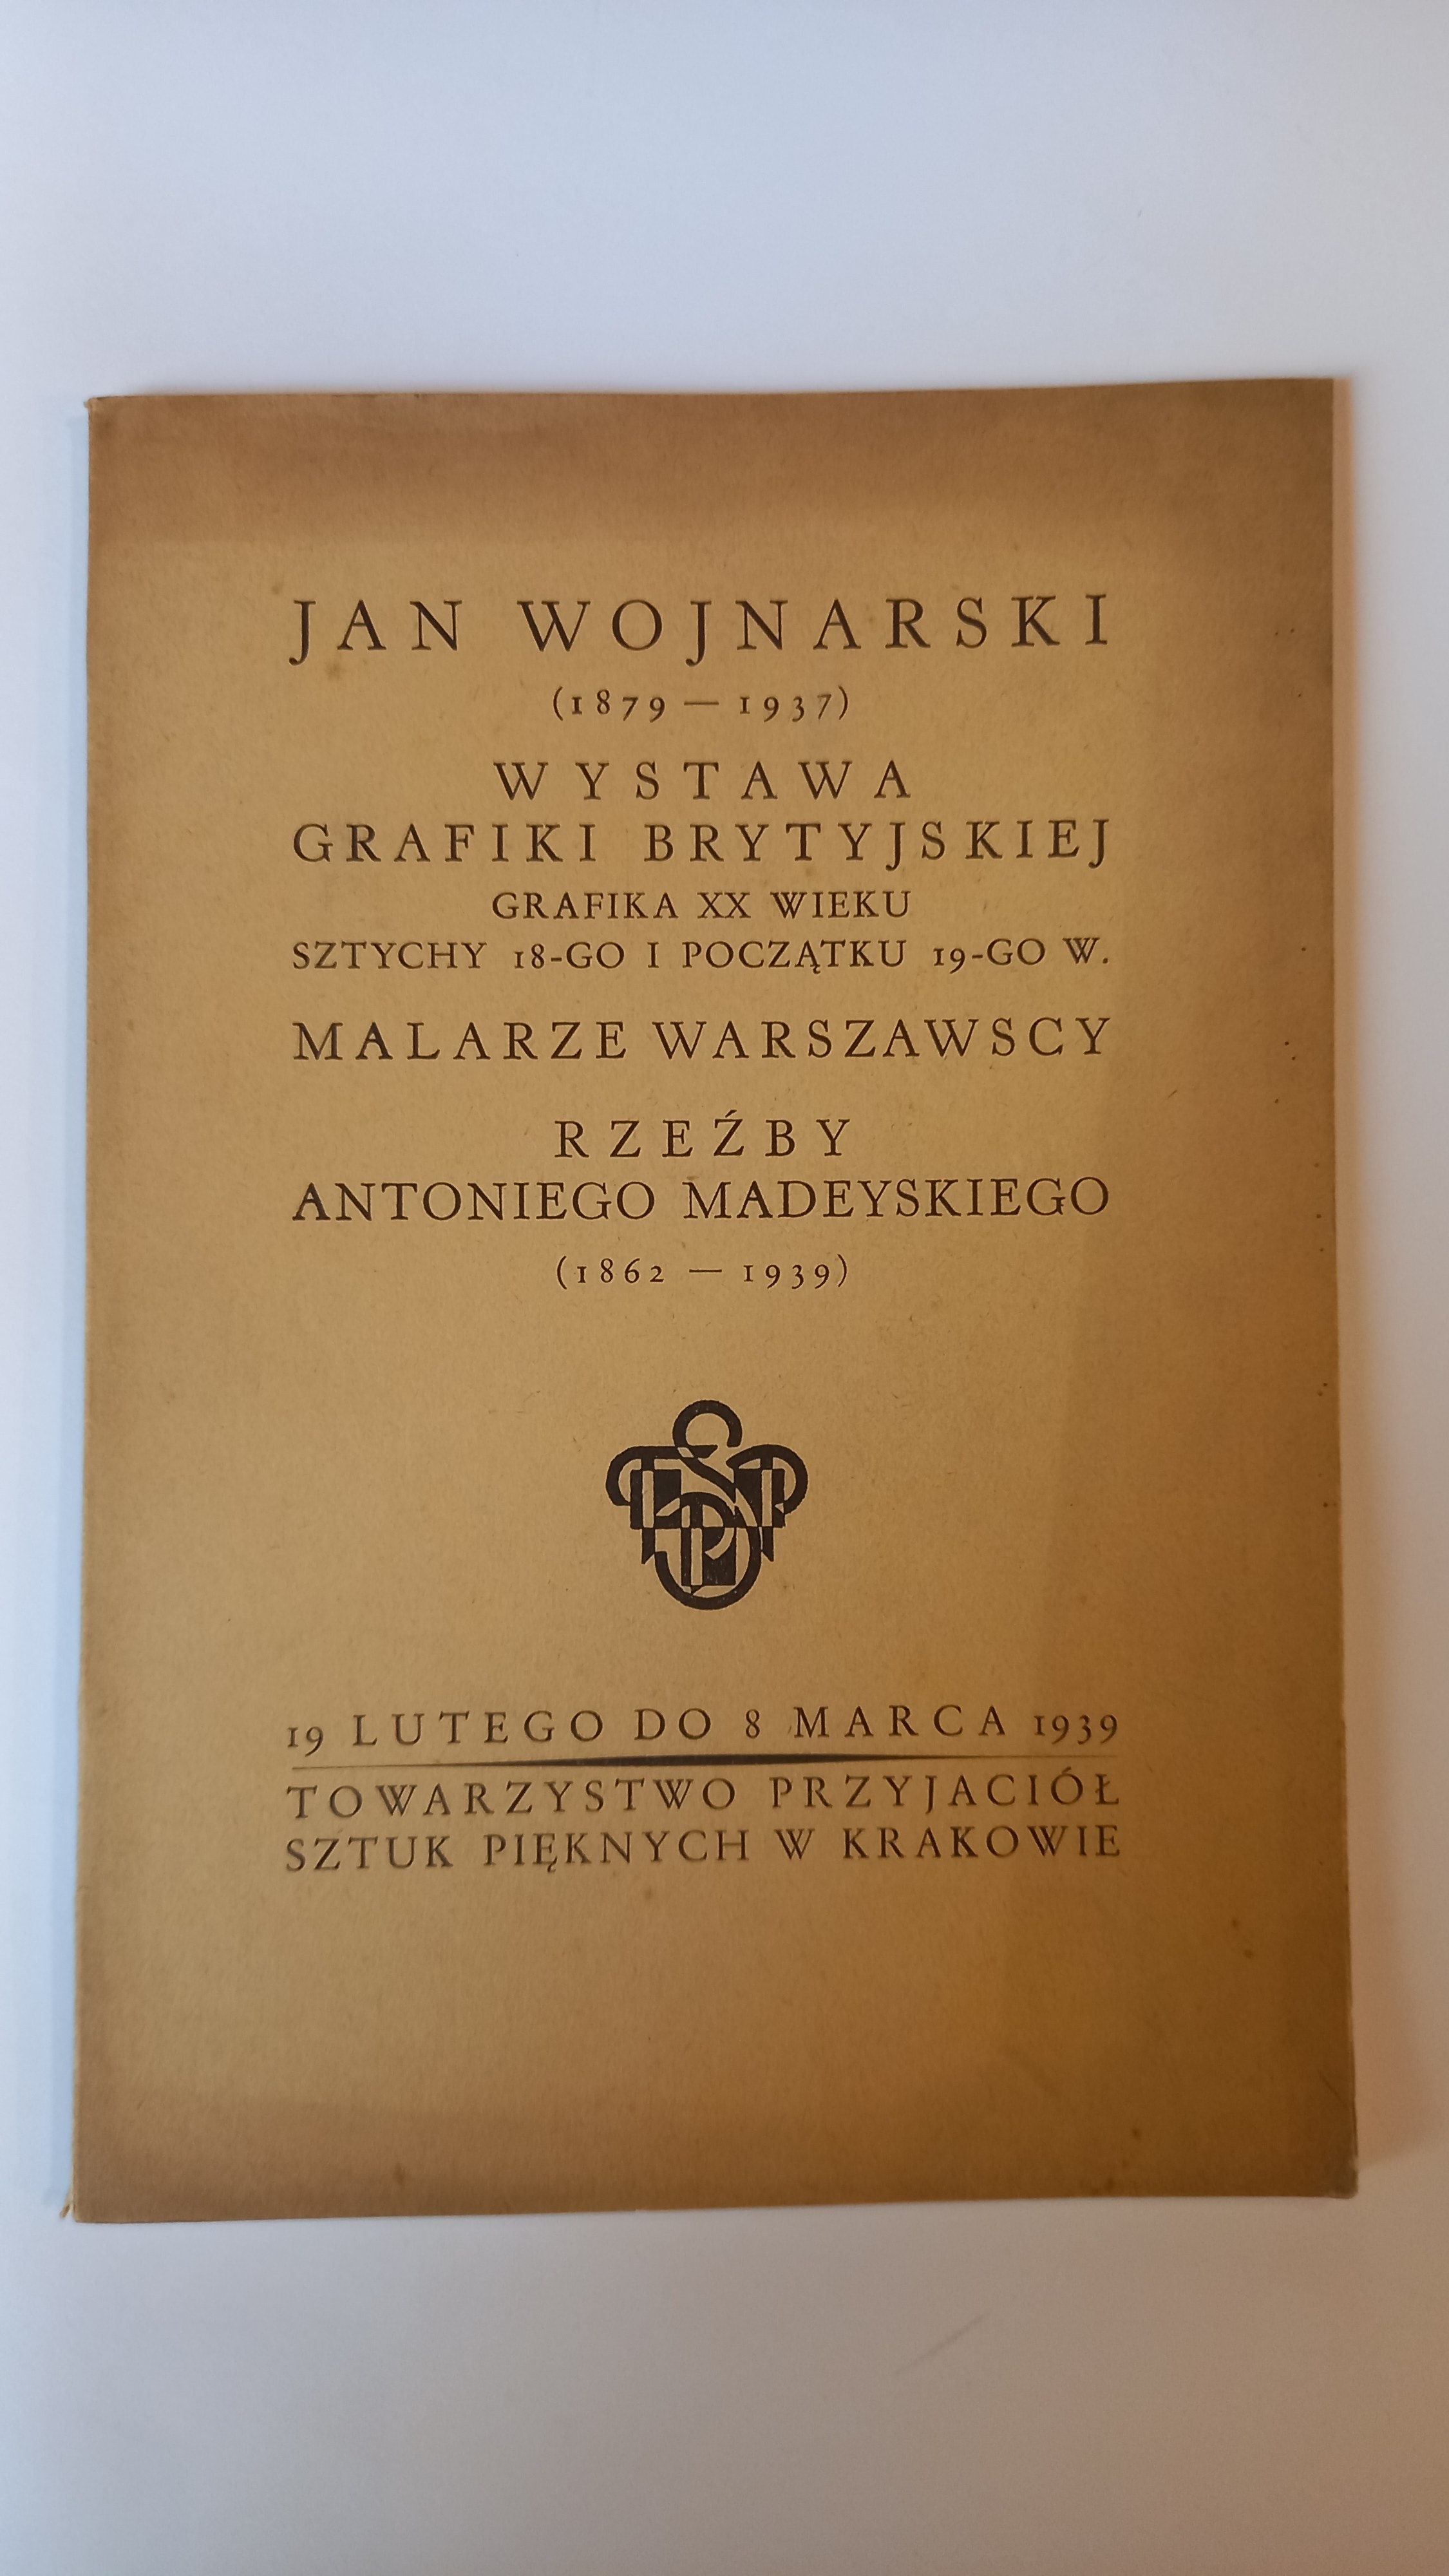 JAN WOJNARSKI
(1879 — 1937)
WYSTAWA
GRAFIKI BRYTYJSKIEJ
GRAFIKA XX WIEKU
SZTYCHY 18-GO I POCZĄTKU 19-GO W.
MALARZE WARSZAWSCY
RZEŹBY
ANTONIEGO MADEYSKIEGO
(1862 — 1939)
TPSP
19 LUTEGO DO 8 MARCA 1939
TOWARZYSTWO PRZYJACIÓŁ
SZTUK PIĘKNYCH W KRAKOWIE